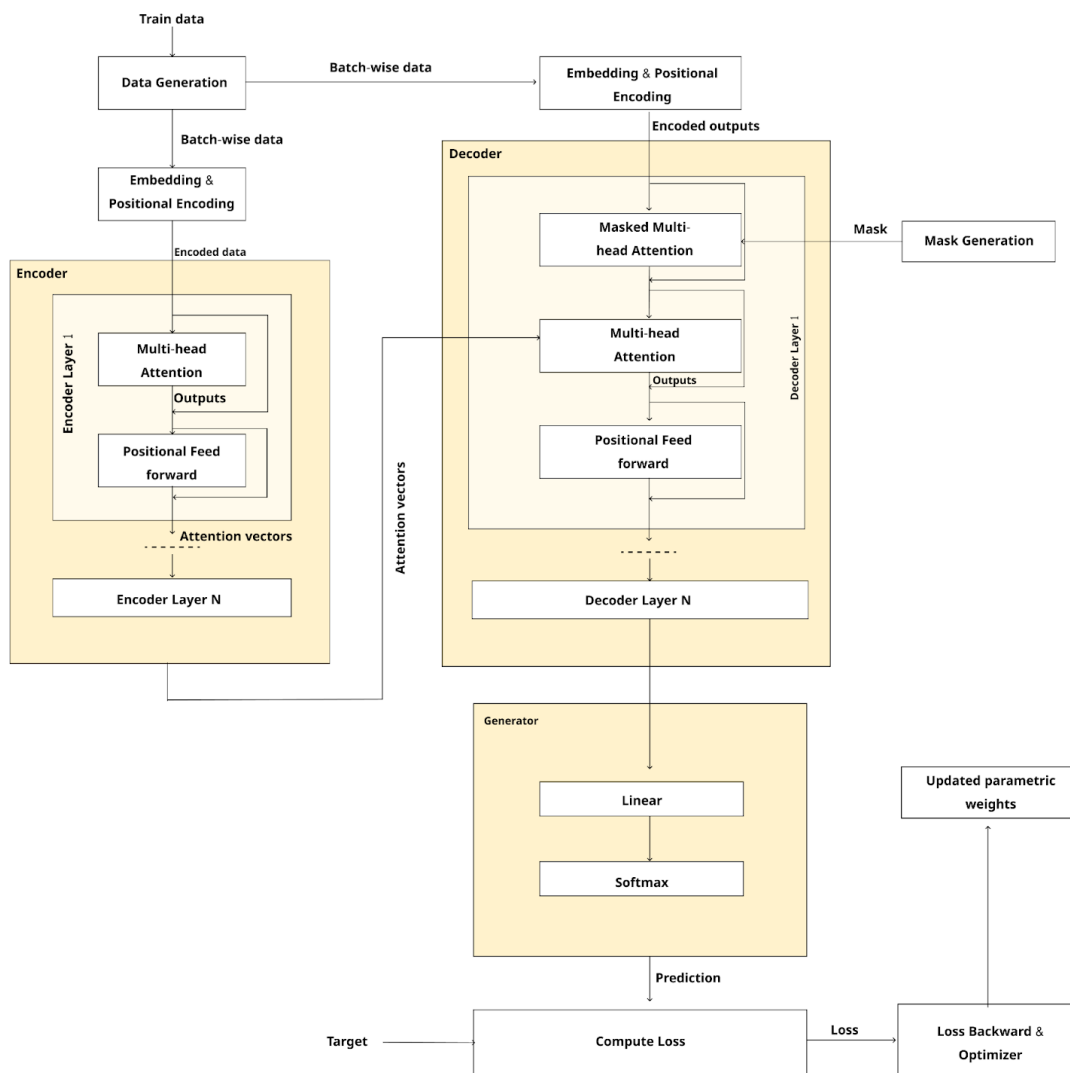 Train data
Data Generation
Batch-wise data
Embedding & Positional
Encoding
Batch-wise data
Encoded outputs
Embedding &
Positional Encoding
Encoded data
Encoder
Encoder Layer 1
Multi-head
Attention
Outputs
Positional Feed
forward
Attention vectors
Encoder Layer N
Attention vectors
Decoder
Masked Multi-
head Attention
Mask
Mask Generation
Multi-head
Attention
Decoder Layer 1
Outputs
Positional Feed
forward
Decoder Layer N
Generator
Linear
Softmax
Prediction
Target
Compute Loss
Loss
Loss Backward &
Optimizer
Updated parametric
weights